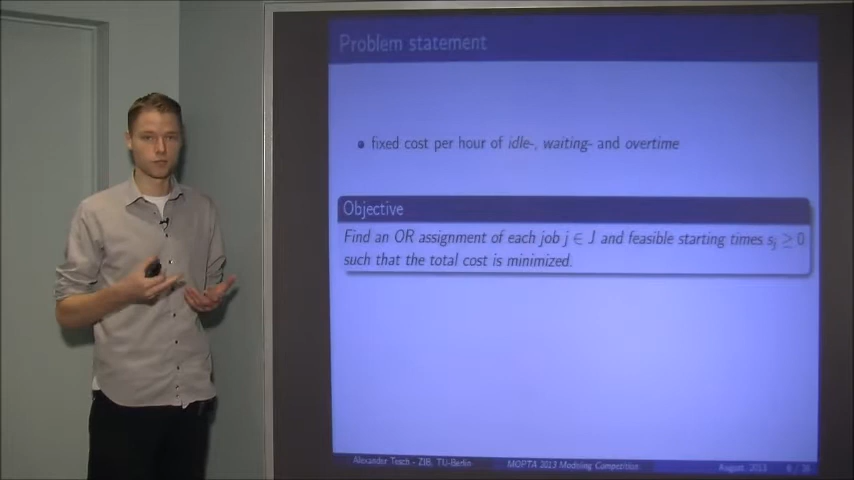 Problem statement
fixed cost per hour of idle-, waiting- and overtime
Objective
Find an OR assignment of each job j ∈ J and feasible starting times sj ≥ 0
such that the total cost is minimized.
Alexander Tesch - ZIB, TU-Berlin
MOPTA 2013 Modeling Competition
August, 2013
6 /